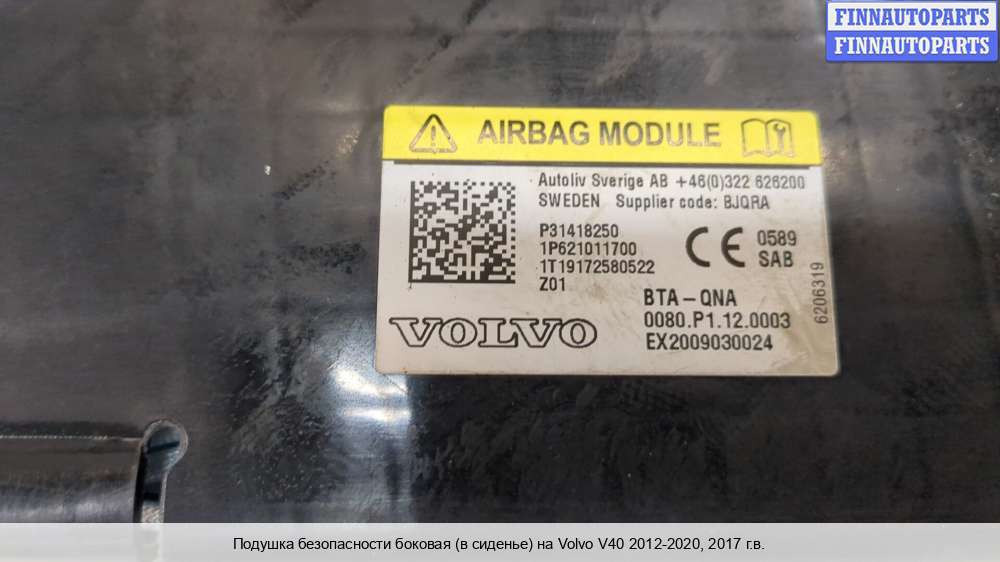 FINNAUTOPARTS
FINNAUTOPARTS
AIRBAG MODULE
Autoliv Sverige AB +46(0)322 626200
SWEDEN Supplier code: BJQRA
P31418250
1P621011700
1T19172580522
Z01
CE 0589
SAB
6206319
BTA-QNA
0080.P1.12.0003
EX2009030024
VOLVO
Подушка безопасности боковая (в сиденье) на Volvo V40 2012-2020, 2017 г.в.